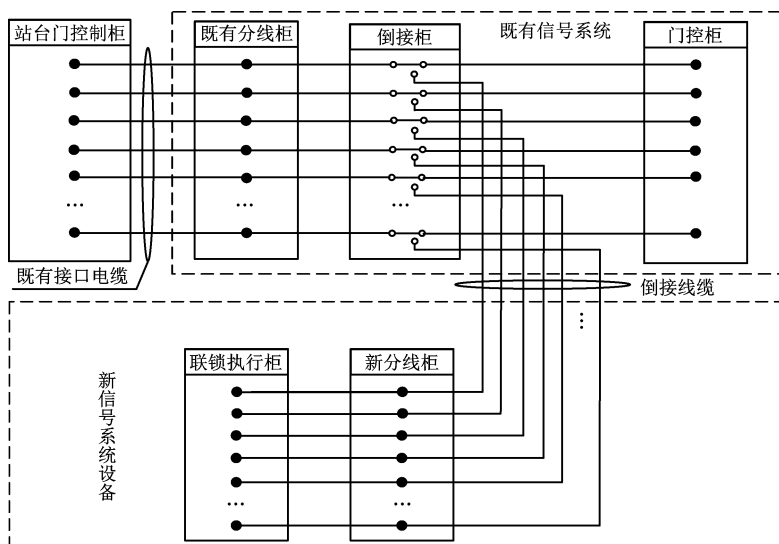 站台门控制柜
既有分线柜
倒接柜
既有信号系统
门控柜
…
…
…
…
既有接口电缆
倒接线缆
…
联锁执行柜
新分线柜
新信号系统设备
…
…